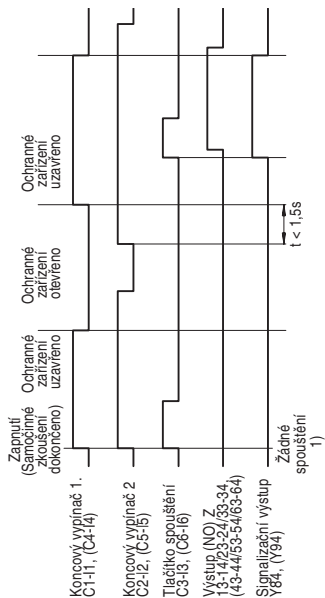 Zapnutí
(Samočinné
zkoušení
dokončeno)
Ochranné
zařízení
uzavřeno
Ochranné
zařízení
otevřeno
Ochranné
zařízení
uzavřeno
Koncový vypínač 1.
C1-I1, (C4-I4)
Koncový vypínač 2
C2-I2, (C5-I5)
Tlačítko spouštění
C3-I3, (C6-I6)
Výstup (NO) Z
13-14/23-24/33-34,
(43-44/53-54/63-64)
Signalizační výstup
Y84, (Y94)
Žádné
spouštění
1)
t < 1,5s